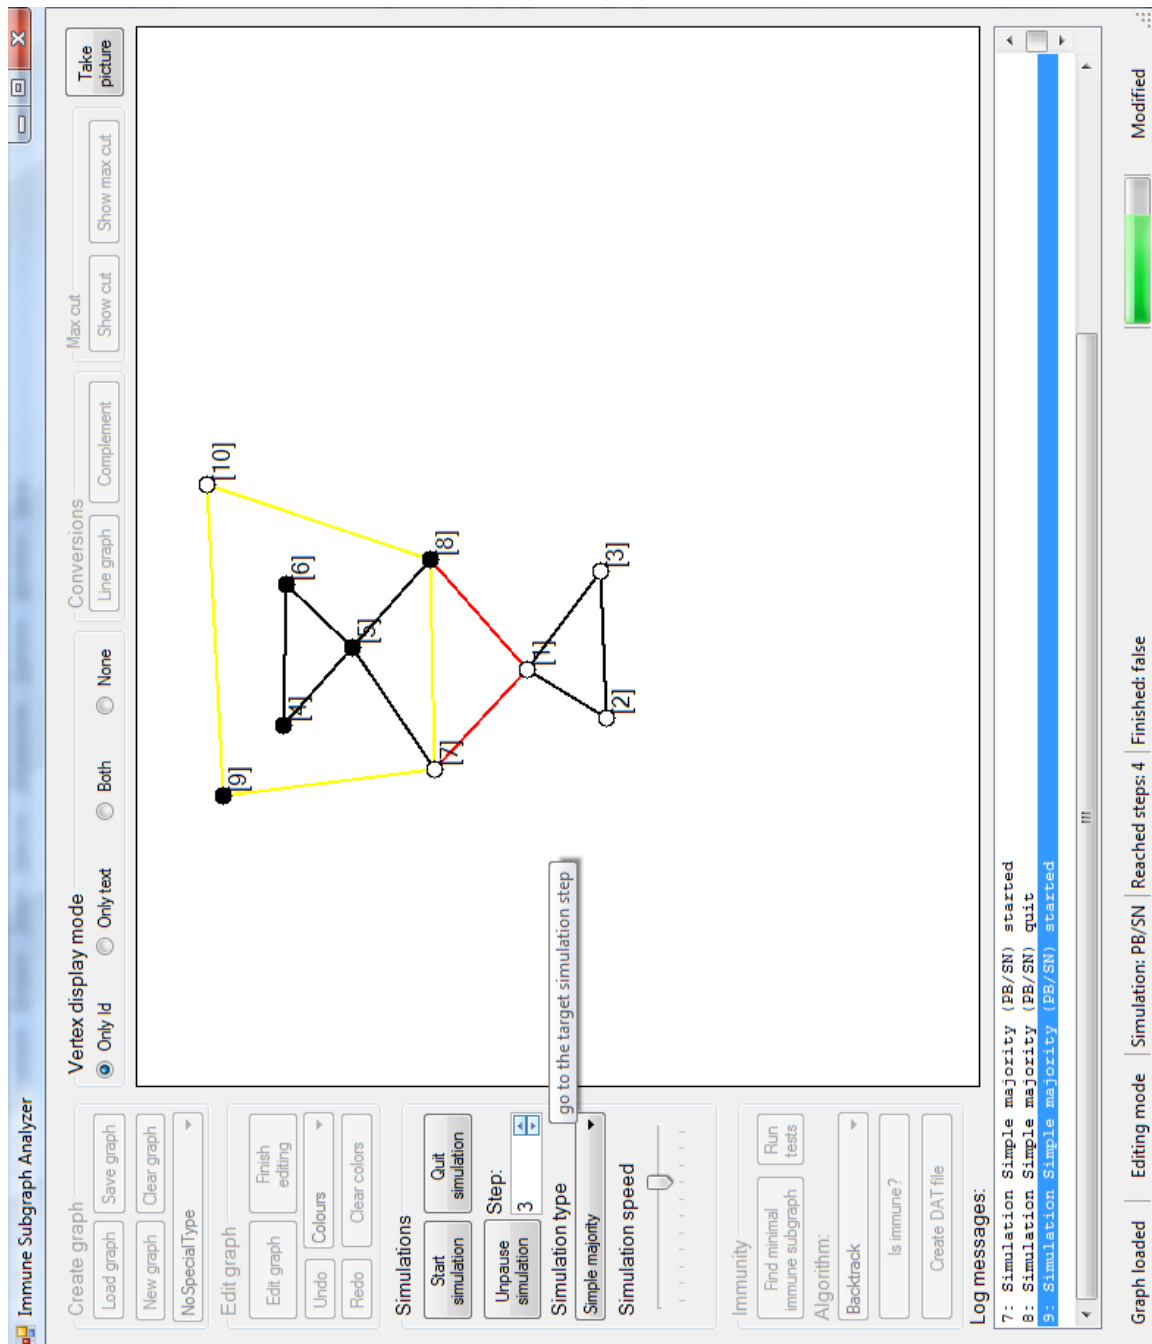 Immune Subgraph Analyzer
Create graph
Load graph
Save graph
New graph
Clear graph
NoSpecialType
Edit graph
Edit graph
Finish
editing
Undo
Colours
Redo
Clear colors
Simulations
Start
simulation
Quit
simulation
Unpause
simulation
Step:
3
Simulation type
Simple majority
Simulation speed
Immunity
Find minimal
immune subgraph
Run
tests
Algorithm:
Backtrack
Is immune?
Create DAT file
Vertex display mode
Only Id
Only text
Both
None
Conversions
Line graph
Complement
Max cut
Show cut
Show max cut
Take
picture
[10]
[9]
[6]
[4]
[5]
[8]
[7]
[1]
[3]
[2]
go to the target simulation step
Log messages:
7: Simulation Simple majority (PB/SN) started
8: Simulation Simple majority (PB/SN) quit
9: Simulation Simple majority (PB/SN) started
Graph loaded
Editing mode
Simulation: PB/SN
Reached steps: 4
Finished: false
Modified